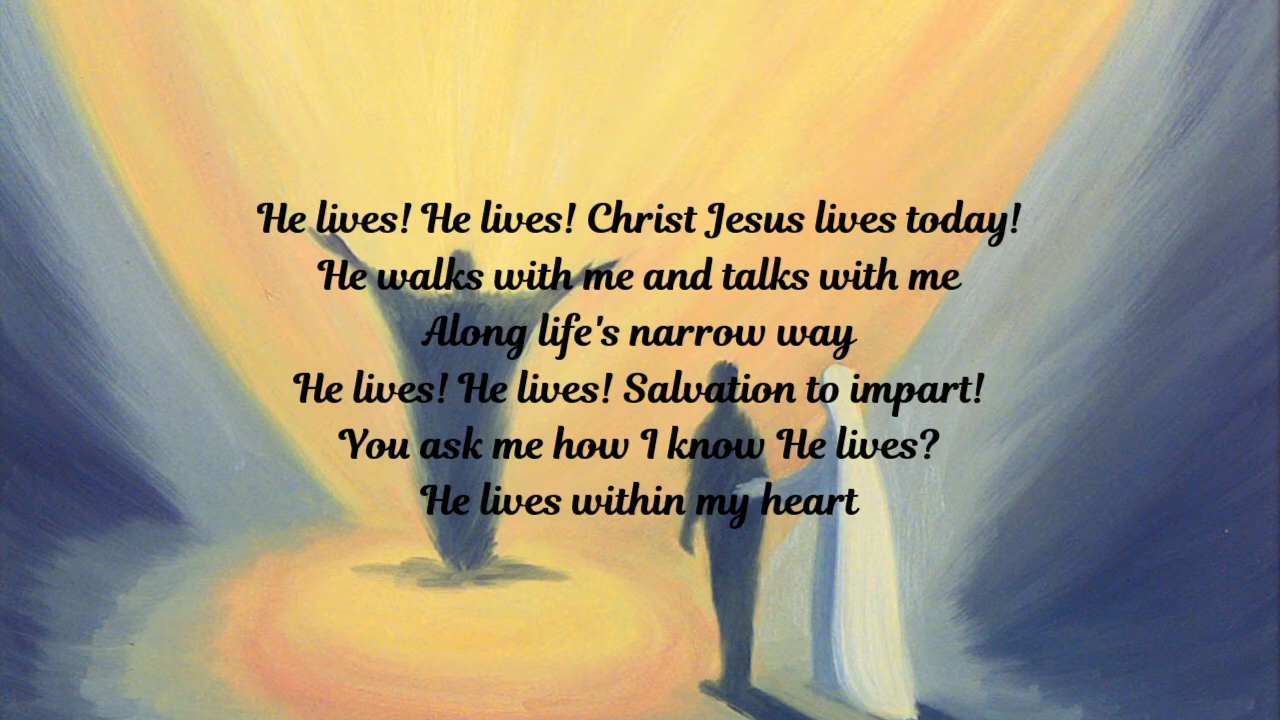 He lives! He lives! Christ Jesus lives today!
He walks with me and talks with me
Along life's narrow way
He lives! He lives! Salvation to impart!
You ask me how I know He lives?
He lives within my heart